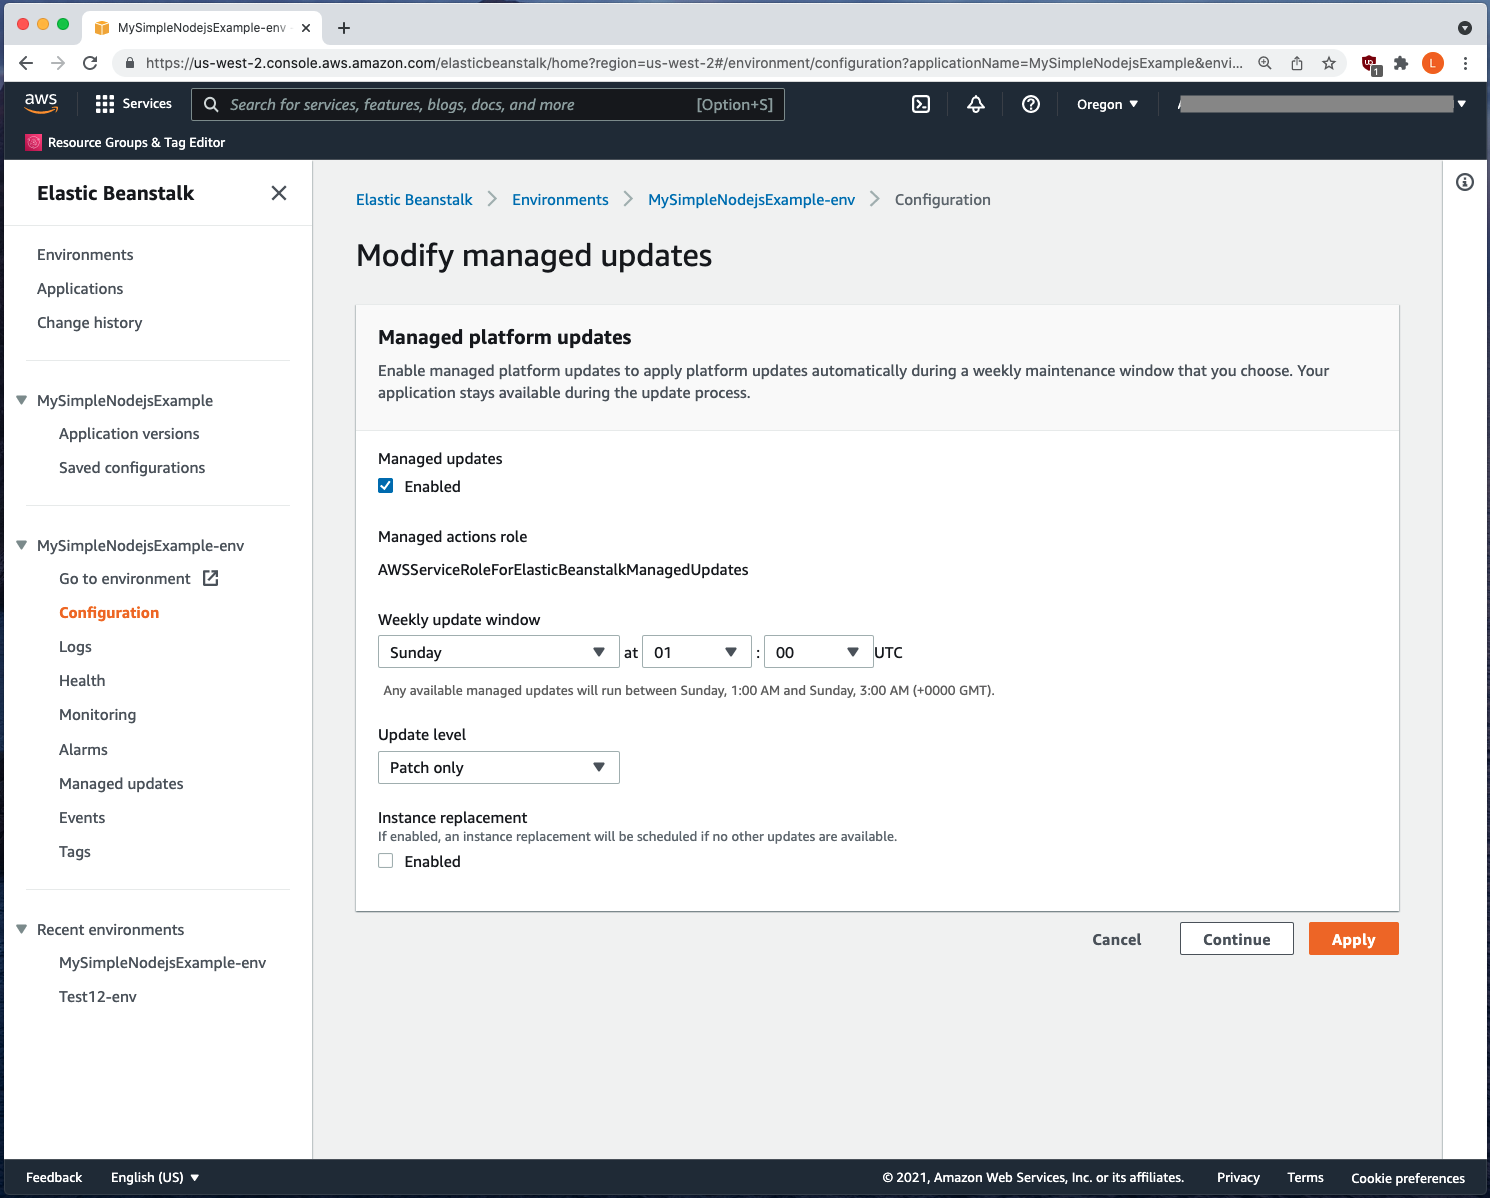 MySimpleNodejsExample-env
https://us-west-2.console.aws.amazon.com/elasticbeanstalk/home?region=us-west-2#/environment/configuration?applicationName=MySimpleNodejsExample&envi...
1
L
aws
Services
Search for services, features, blogs, docs, and more
[Option+S]
Oregon
Resource Groups & Tag Editor
Elastic Beanstalk
Environments
Applications
Change history
MySimpleNodejsExample
Application versions
Saved configurations
MySimpleNodejsExample-env
Go to environment
Configuration
Logs
Health
Monitoring
Alarms
Managed updates
Events
Tags
Recent environments
MySimpleNodejsExample-env
Test12-env
Elastic Beanstalk
Environments
MySimpleNodejsExample-env
Configuration
Modify managed updates
Managed platform updates
Enable managed platform updates to apply platform updates automatically during a weekly maintenance window that you choose. Your
application stays available during the update process.
Managed updates
Enabled
Managed actions role
AWSServiceRoleForElasticBeanstalkManagedUpdates
Weekly update window
Sunday at 01 : 00 UTC
Any available managed updates will run between Sunday, 1:00 AM and Sunday, 3:00 AM (+0000 GMT).
Update level
Patch only
Instance replacement
If enabled, an instance replacement will be scheduled if no other updates are available.
Enabled
Cancel
Continue
Apply
Feedback
English (US)
© 2021, Amazon Web Services, Inc. or its affiliates.
Privacy
Terms
Cookie preferences